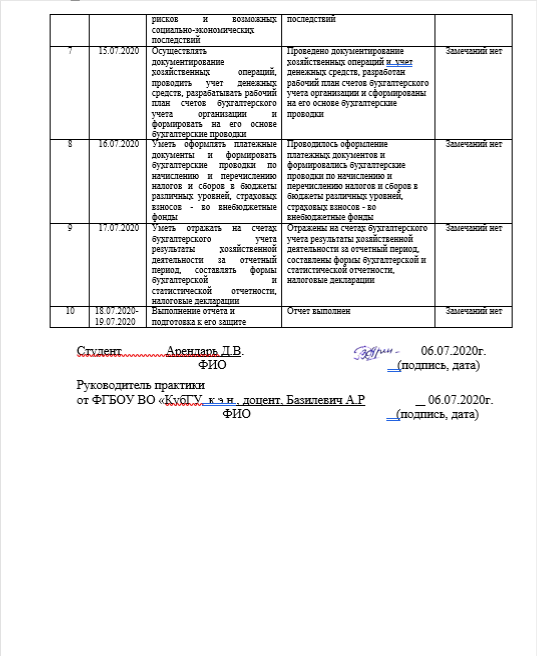 рисков и возможных социально-экономических последствий
последствий
7
15.07.2020
Осуществлять документирование хозяйственных операций, проводить учет денежных средств, разрабатывать рабочий план счетов бухгалтерского учета организации и формировать на его основе бухгалтерские проводки
Проведено документирование хозяйственных операций и учет денежных средств, разработан рабочий план счетов бухгалтерского учета организации и сформированы на его основе бухгалтерские проводки
Замечаний нет
8
16.07.2020
Уметь оформлять платежные документы и формировать бухгалтерские проводки по начислению и перечислению налогов и сборов в бюджеты различных уровней, страховых взносов - во внебюджетные фонды
Проводилось оформление платежных документов и формировались бухгалтерские проводки по начислению и перечислению налогов и сборов в бюджеты различных уровней, страховых взносов - во внебюджетные фонды
Замечаний нет
9
17.07.2020
Уметь отражать на счетах бухгалтерского учета результаты хозяйственной деятельности за отчетный период, составлять формы бухгалтерской и статистической отчетности, налоговые декларации
Отражены на счетах бухгалтерского учета результаты хозяйственной деятельности за отчетный период, составлены формы бухгалтерской и статистической отчетности, налоговые декларации
Замечаний нет
10
18.07.2020-19.07.2020
Выполнение отчета и подготовка к его защите
Отчет выполнен
Замечаний нет
Студент Арендарь Д.В. 06.07.2020г.
ФИО (подпись, дата)
Руководитель практики
от ФГБОУ ВО «КубГУ, к.э.н., доцент, Базилевич А.Р 06.07.2020г.
ФИО (подпись, дата)